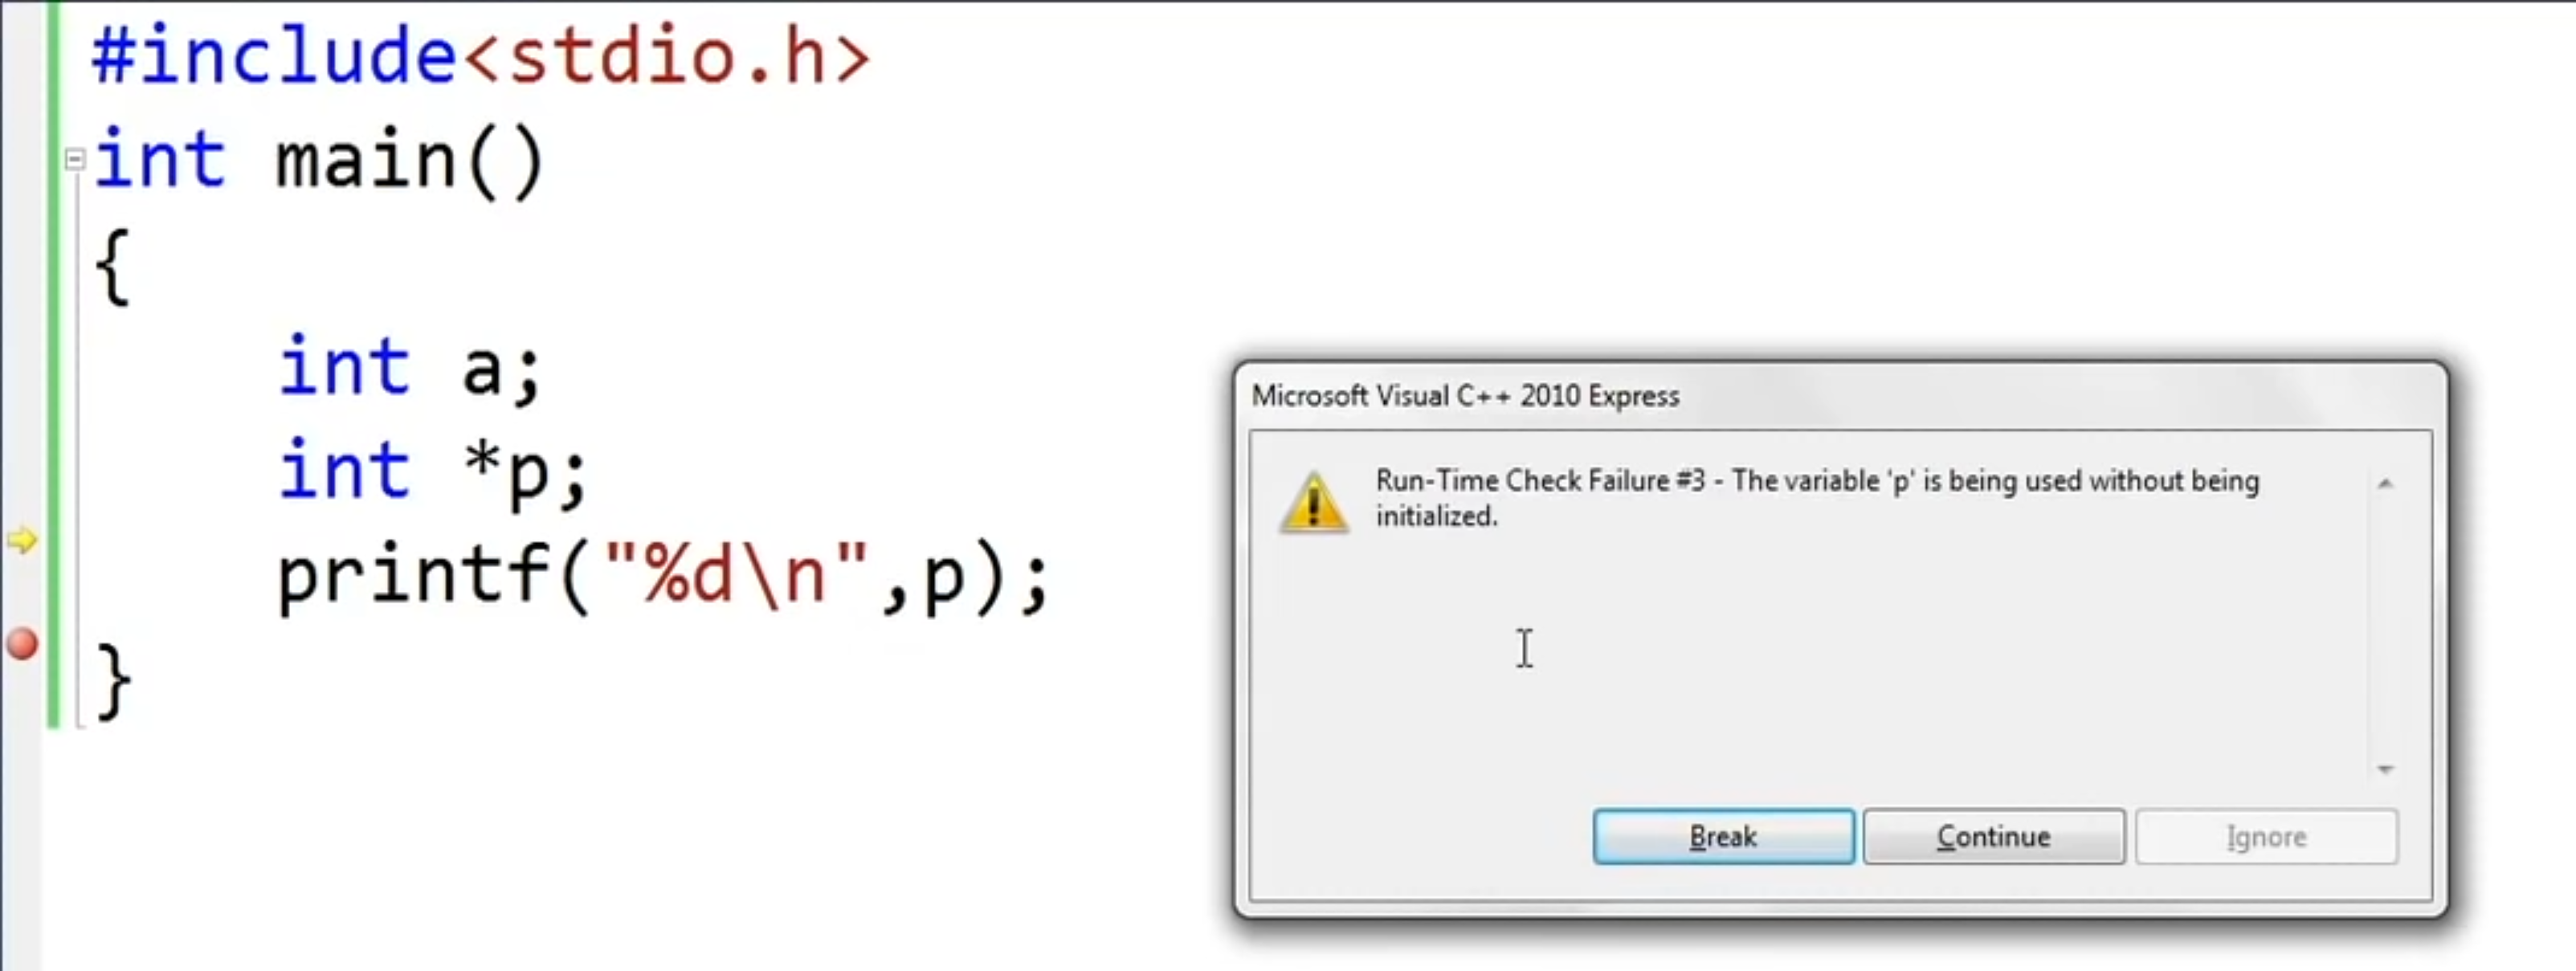 #include<stdio.h>
int main()
{
int a;
int *p;
printf("%d\n",p);
}
Microsoft Visual C++ 2010 Express
Run-Time Check Failure #3 - The variable 'p' is being used without being
initialized.
Break Continue Ignore